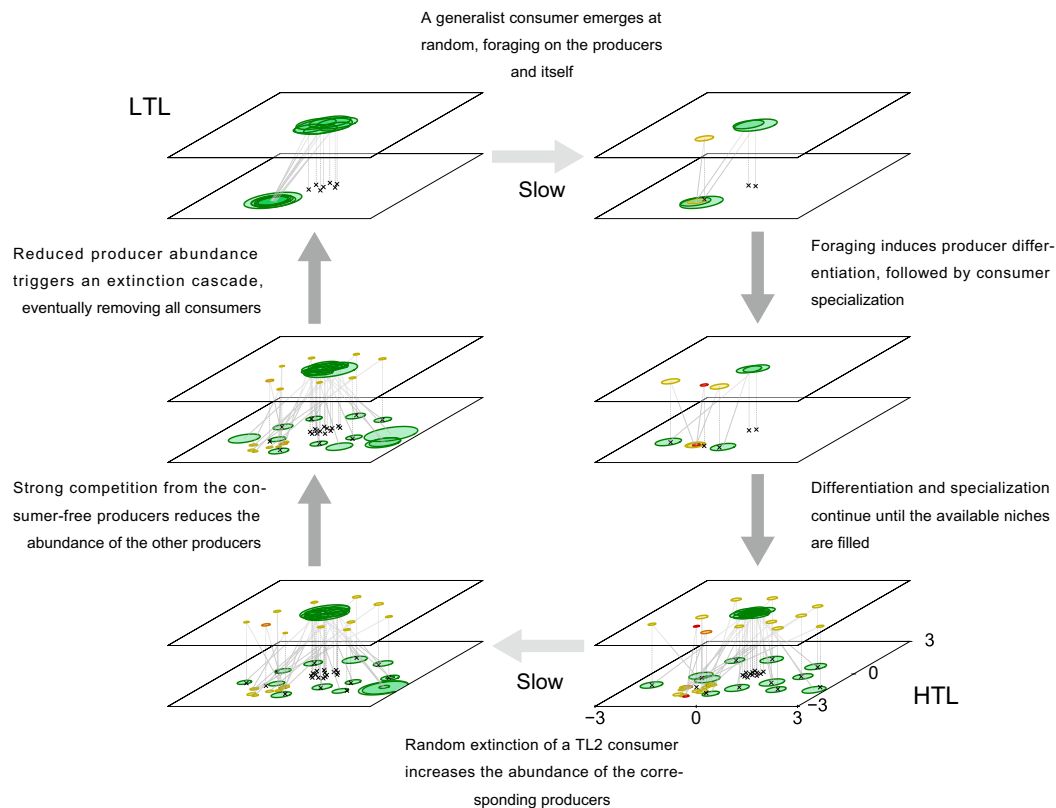 A generalist consumer emerges at
random, foraging on the producers
and itself
LTL
Slow
Reduced producer abundance
triggers an extinction cascade,
eventually removing all consumers
Foraging induces producer differ-
entiation, followed by consumer
specialization
Strong competition from the con-
sumer-free producers reduces the
abundance of the other producers
Differentiation and specialization
continue until the available niches
are filled
3
0
−3
HTL
Slow
−3
0
3
Random extinction of a TL2 consumer
increases the abundance of the corre-
sponding producers